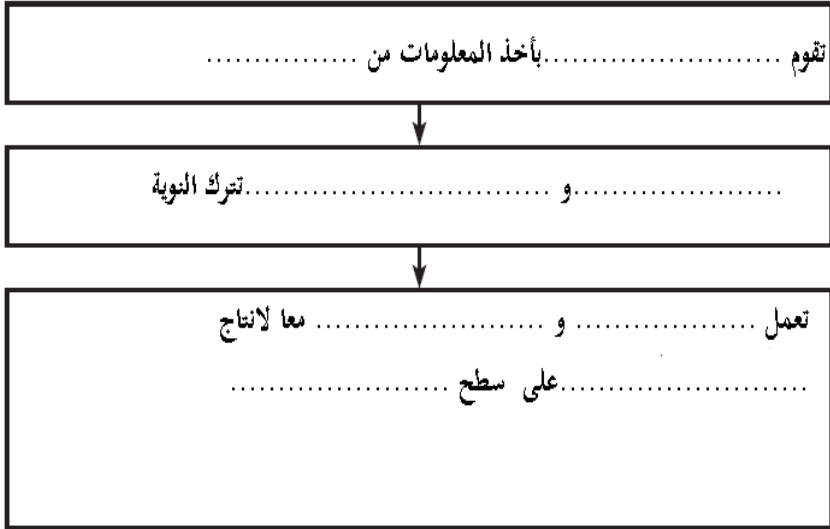 تقوم .........................بأخذ المعلومات من ................
.....................و ...............................تترك النوية
تعمل ................... و ........................ معا لانتاج
..........................على سطح .......................